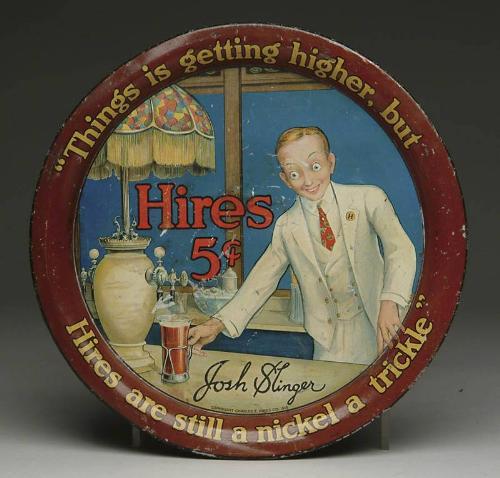 "Things is getting higher, but
Hires are still a nickel a trickle"
Hires
5¢
Josh Slinger